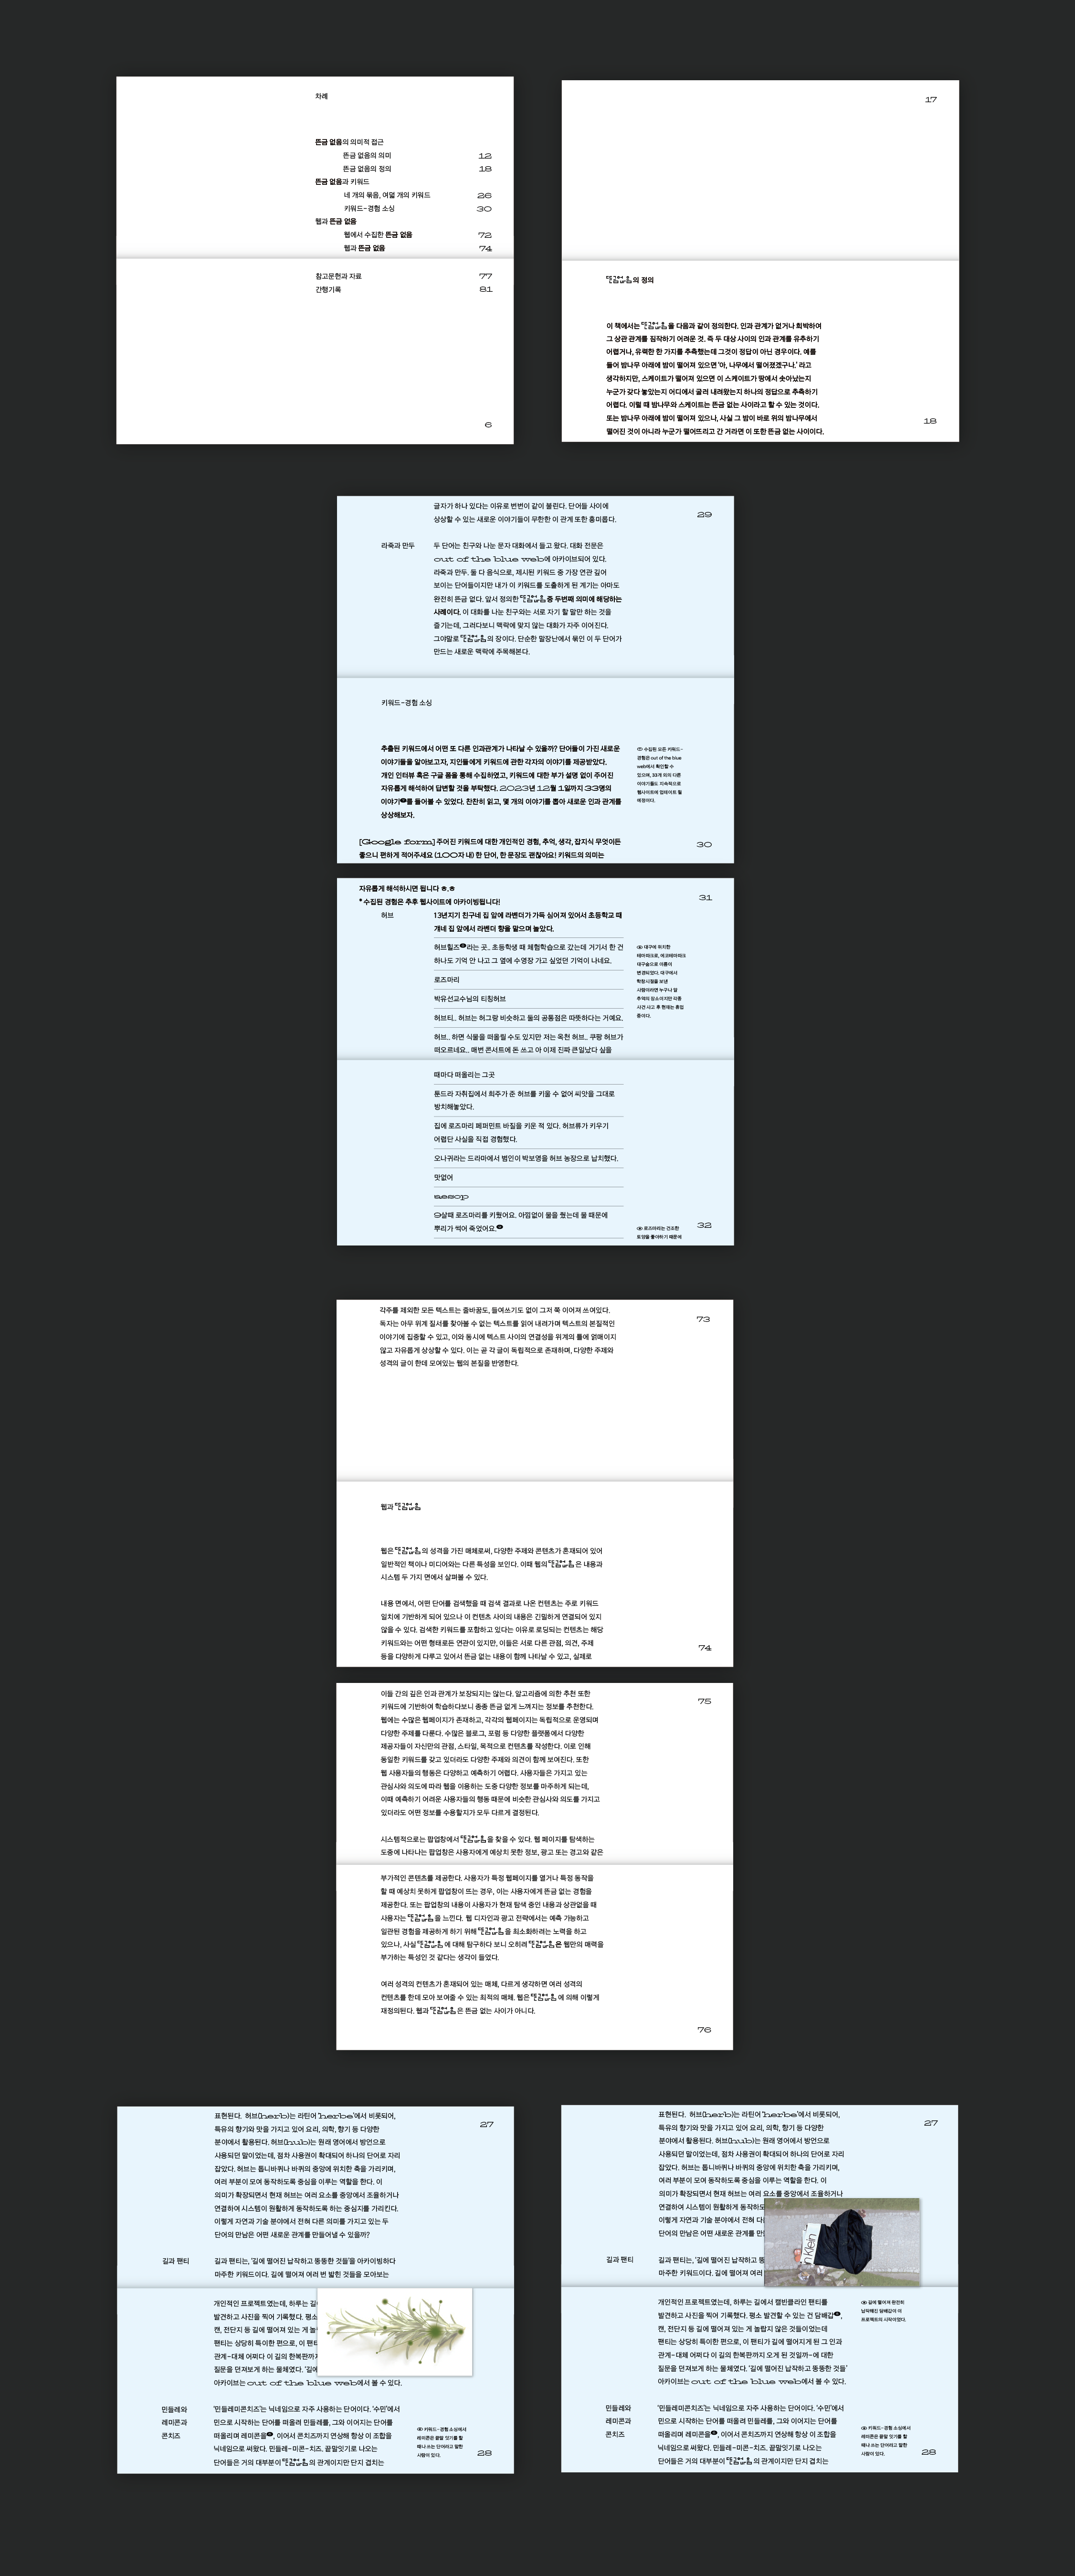 차례
뜬금 없음의 의미적 접근
뜬금 없음의 의미 12
뜬금 없음의 정의 18
뜬금 없음과 키워드
네 개의 묶음, 여덟 개의 키워드 26
키워드-경험 소싱 30
웹과 뜬금 없음
웹에서 수집한 뜬금 없음 72
웹과 뜬금 없음 74
참고문헌과 자료 77
간행기록 81
6
17
뜬금없음의 정의
이 책에서는 뜬금없음을 다음과 같이 정의한다. 인과 관계가 없거나 희박하여
그 상관 관계를 짐작하기 어려운 것. 즉 두 대상 사이의 인과 관계를 유추하기
어렵거나, 유력한 한 가지를 추측했는데 그것이 정답이 아닌 경우이다. 예를
들어 밤나무 아래에 밤이 떨어져 있으면 '아, 나무에서 떨어졌겠구나.' 라고
생각하지만, 스케이트가 떨어져 있으면 이 스케이트가 땅에서 솟아났는지
누군가 갖다 놓았는지 어디에서 굴러 내려왔는지 하나의 정답으로 추측하기
어렵다. 이럴 때 밤나무와 스케이트는 뜬금 없는 사이라고 할 수 있는 것이다.
또는 밤나무 아래에 밤이 떨어져 있으나, 사실 그 밤이 바로 위의 밤나무에서
떨어진 것이 아니라 누군가 떨어뜨리고 간 거라면 이 또한 뜬금 없는 사이이다.
18
글자가 하나 있다는 이유로 번번이 같이 불린다. 단어들 사이에
상상할 수 있는 새로운 이야기들이 무한한 이 관계 또한 흥미롭다.
29
라죽과 만두
두 단어는 친구와 나눈 문자 대화에서 들고 왔다. 대화 전문은
out of the blue web에 아카이브되어 있다.
라죽과 만두. 둘 다 음식으로, 제시된 키워드 중 가장 연관 깊어
보이는 단어들이지만 내가 이 키워드를 도출하게 된 계기는 아마도
완전히 뜬금 없다. 앞서 정의한 뜬금없음 중 두번째 의미에 해당하는
사례이다. 이 대화를 나눈 친구와는 서로 자기 할 말만 하는 것을
즐기는데, 그러다보니 맥락에 맞지 않는 대화가 자주 이어진다.
그야말로 뜬금없음의 장이다. 단순한 말장난에서 묶인 이 두 단어가
만드는 새로운 맥락에 주목해본다.
키워드-경험 소싱
추출된 키워드에서 어떤 또 다른 인과관계가 나타날 수 있을까? 단어들이 가진 새로운
이야기들을 알아보고자, 지인들에게 키워드에 관한 각자의 이야기를 제공받았다.
개인 인터뷰 혹은 구글 폼을 통해 수집하였고, 키워드에 대한 부가 설명 없이 주어진
자유롭게 해석하여 답변할 것을 부탁했다. 2023년 12월 1일까지 33명의
이야기를 들어볼 수 있었다. 찬찬히 읽고, 몇 개의 이야기를 뽑아 새로운 인과 관계를
상상해보자.
수집된 모든 키워드-
경험은 out of the blue
web에서 확인할 수
있으며, 33개 외의 다른
이야기들도 지속적으로
웹사이트에 업데이트 될
예정이다.
[Google form] 주어진 키워드에 대한 개인적인 경험, 추억, 생각, 잡지식 무엇이든
좋으니 편하게 적어주세요 (100자 내) 한 단어, 한 문장도 괜찮아요! 키워드의 의미는
30
자유롭게 해석하시면 됩니다 ㅎ.ㅎ
* 수집된 경험은 추후 웹사이트에 아카이빙됩니다!
31
허브
13년지기 친구네 집 앞에 라벤더가 가득 심어져 있어서 초등학교 때
걔네 집 앞에서 라벤더 향을 맡으며 놀았다.
허브힐즈라는 곳.. 초등학생 때 체험학습으로 갔는데 거기서 한 건
하나도 기억 안 나고 그 옆에 수영장 가고 싶었던 기억이 나네요.
로즈마리
박유선교수님의 티칭허브
허브티.. 허브는 허그랑 비슷하고 둘의 공통점은 따뜻하다는 거예요.
허브.. 하면 식물을 떠올릴 수도 있지만 저는 옥천 허브.. 쿠팡 허브가
떠오르네요.. 매번 콘서트에 돈 쓰고 아 이제 진짜 큰일났다 싶을
대구에 위치한
테마파크로, 에코테마파크
대구숲으로 이름이
변경되었다. 대구에서
학창시절을 보낸
사람이라면 누구나 알
추억의 장소이지만 각종
사건 사고 후 현재는 휴업
중이다.
때마다 떠올리는 그곳
툰드라 자취집에서 희주가 준 허브를 키울 수 없어 씨앗을 그대로
방치해놓았다.
집에 로즈마리 페퍼민트 바질을 키운 적 있다. 허브류가 키우기
어렵단 사실을 직접 경험했다.
오나귀라는 드라마에서 범인이 박보영을 허브 농장으로 납치했다.
맛없어
aesop
9살때 로즈마리를 키웠어요. 아낌없이 물을 줬는데 물 때문에
뿌리가 썩어 죽었어요.
로즈마리는 건조한
토양을 좋아하기 때문에
32
각주를 제외한 모든 텍스트는 줄바꿈도, 들여쓰기도 없이 그저 쭉 이어져 쓰여있다.
독자는 아무 위계 질서를 찾아볼 수 없는 텍스트를 읽어 내려가며 텍스트의 본질적인
이야기에 집중할 수 있고, 이와 동시에 텍스트 사이의 연결성을 위계의 틀에 얽매이지
않고 자유롭게 상상할 수 있다. 이는 곧 각 글이 독립적으로 존재하며, 다양한 주제와
성격의 글이 한데 모여있는 웹의 본질을 반영한다.
73
웹과 뜬금없음
웹은 뜬금없음의 성격을 가진 매체로써, 다양한 주제와 콘텐츠가 혼재되어 있어
일반적인 책이나 미디어와는 다른 특성을 보인다. 이때 웹의 뜬금없음은 내용과
시스템 두 가지 면에서 살펴볼 수 있다.
내용 면에서, 어떤 단어를 검색했을 때 검색 결과로 나온 컨텐츠는 주로 키워드
일치에 기반하게 되어 있으나 이 컨텐츠 사이의 내용은 긴밀하게 연결되어 있지
않을 수 있다. 검색한 키워드를 포함하고 있다는 이유로 로딩되는 컨텐츠는 해당
키워드와는 어떤 형태로든 연관이 있지만, 이들은 서로 다른 관점, 의견, 주제
등을 다양하게 다루고 있어서 뜬금 없는 내용이 함께 나타날 수 있고, 실제로
74
이들 간의 깊은 인과 관계가 보장되지는 않는다. 알고리즘에 의한 추천 또한
키워드에 기반하여 학습하다보니 종종 뜬금 없게 느껴지는 정보를 추천한다.
웹에는 수많은 웹페이지가 존재하고, 각각의 웹페이지는 독립적으로 운영되며
다양한 주제를 다룬다. 수많은 블로그, 포럼 등 다양한 플랫폼에서 다양한
제공자들이 자신만의 관점, 스타일, 목적으로 컨텐츠를 작성한다. 이로 인해
동일한 키워드를 갖고 있더라도 다양한 주제와 의견이 함께 보여진다. 또한
웹 사용자들의 행동은 다양하고 예측하기 어렵다. 사용자들은 가지고 있는
관심사와 의도에 따라 웹을 이용하는 도중 다양한 정보를 마주하게 되는데,
이때 예측하기 어려운 사용자들의 행동 때문에 비슷한 관심사와 의도를 가지고
있더라도 어떤 정보를 수용할지가 모두 다르게 결정된다.
75
시스템적으로는 팝업창에서 뜬금없음을 찾을 수 있다. 웹 페이지를 탐색하는
도중에 나타나는 팝업창은 사용자에게 예상치 못한 정보, 광고 또는 경고와 같은
부가적인 콘텐츠를 제공한다. 사용자가 특정 웹페이지를 열거나 특정 동작을
할 때 예상치 못하게 팝업창이 뜨는 경우, 이는 사용자에게 뜬금 없는 경험을
제공한다. 또는 팝업창의 내용이 사용자가 현재 탐색 중인 내용과 상관없을 때
사용자는 뜬금없음을 느낀다. 웹 디자인과 광고 전략에서는 예측 가능하고
일관된 경험을 제공하게 하기 위해 뜬금없음을 최소화하려는 노력을 하고
있으나, 사실 뜬금없음에 대해 탐구하다 보니 오히려 뜬금없음은 웹만의 매력을
부가하는 특성인 것 같다는 생각이 들었다.
여러 성격의 컨텐츠가 혼재되어 있는 매체, 다르게 생각하면 여러 성격의
컨텐츠를 한데 모아 보여줄 수 있는 최적의 매체. 웹은 뜬금없음에 의해 이렇게
재정의된다. 웹과 뜬금없음은 뜬금 없는 사이가 아니다.
76
표현된다. 허브(herb)는 라틴어 'herbe'에서 비롯되어,
특유의 향기와 맛을 가지고 있어 요리, 의학, 향기 등 다양한
분야에서 활용된다. 허브(hub)는 원래 영어에서 방언으로
사용되던 말이었는데, 점차 사용권이 확대되어 하나의 단어로 자리
잡았다. 허브는 톱니바퀴나 바퀴의 중앙에 위치한 축을 가리키며,
여러 부분이 모여 동작하도록 중심을 이루는 역할을 한다. 이
의미가 확장되면서 현재 허브는 여러 요소를 중앙에서 조율하거나
연결하여 시스템이 원활하게 동작하도록 하는 중심지를 가리킨다.
이렇게 자연과 기술 분야에서 전혀 다른 의미를 가지고 있는 두
단어의 만남은 어떤 새로운 관계를 만들어낼 수 있을까?
27
길과 팬티
길과 팬티는, '길에 떨어진 납작하고 뚱뚱한 것들'을 아카이빙하다
마주한 키워드이다. 길에 떨어져 여러 번 밟힌 것들을 모아보는
개인적인 프로젝트였는데, 하루는 길
발견하고 사진을 찍어 기록했다. 평소
캔, 전단지 등 길에 떨어져 있는 게 놀
팬티는 상당히 특이한 편으로, 이 팬티
관계-대체 어쩌다 이 길의 한복판까지
질문을 던져보게 하는 물체였다. '길에
아카이브는 out of the blue web에서 볼 수 있다.
민들레와
레미콘과
콘치즈
'민들레미콘치즈'는 닉네임으로 자주 사용하는 단어이다. '수민'에서
민으로 시작하는 단어를 떠올려 민들레를, 그와 이어지는 단어를
떠올리며 레미콘을, 이어서 콘치즈까지 연상해 항상 이 조합을
닉네임으로 써왔다. 민들레-미콘-치즈. 끝말잇기로 나오는
단어들은 거의 대부분이 뜬금없음의 관계이지만 단지 겹치는
키워드-경험 소싱에서
레미콘은 끝말 잇기를 할
때나 쓰는 단어라고 말한
사람이 있다.
28
표현된다. 허브(herb)는 라틴어 'herbe'에서 비롯되어,
특유의 향기와 맛을 가지고 있어 요리, 의학, 향기 등 다양한
분야에서 활용된다. 허브(hub)는 원래 영어에서 방언으로
사용되던 말이었는데, 점차 사용권이 확대되어 하나의 단어로 자리
잡았다. 허브는 톱니바퀴나 바퀴의 중앙에 위치한 축을 가리키며,
여러 부분이 모여 동작하도록 중심을 이루는 역할을 한다. 이
의미가 확장되면서 현재 허브는 여러 요소를 중앙에서 조율하거나
연결하여 시스템이 원활하게 동작하도
이렇게 자연과 기술 분야에서 전혀 다
단어의 만남은 어떤 새로운 관계를 만
27
n Klein
길과 팬티
길과 팬티는, '길에 떨어진 납작하고 뚱
마주한 키워드이다. 길에 떨어져 여러
개인적인 프로젝트였는데, 하루는 길에서 캘빈클라인 팬티를
발견하고 사진을 찍어 기록했다. 평소 발견할 수 있는 건 담배갑,
캔, 전단지 등 길에 떨어져 있는 게 놀랍지 않은 것들이었는데
팬티는 상당히 특이한 편으로, 이 팬티가 길에 떨어지게 된 그 인과
관계-대체 어쩌다 이 길의 한복판까지 오게 된 것일까-에 대한
질문을 던져보게 하는 물체였다. '길에 떨어진 납작하고 뚱뚱한 것들'
아카이브는 out of the blue web에서 볼 수 있다.
길에 떨어져 완전히
납작해진 담배갑이 이
프로젝트의 시작이었다.
민들레와
레미콘과
콘치즈
'민들레미콘치즈'는 닉네임으로 자주 사용하는 단어이다. '수민'에서
민으로 시작하는 단어를 떠올려 민들레를, 그와 이어지는 단어를
떠올리며 레미콘을, 이어서 콘치즈까지 연상해 항상 이 조합을
닉네임으로 써왔다. 민들레-미콘-치즈. 끝말잇기로 나오는
단어들은 거의 대부분이 뜬금없음의 관계이지만 단지 겹치는
키워드-경험 소싱에서
레미콘은 끝말 잇기를 할
때나 쓰는 단어라고 말한
사람이 있다.
28